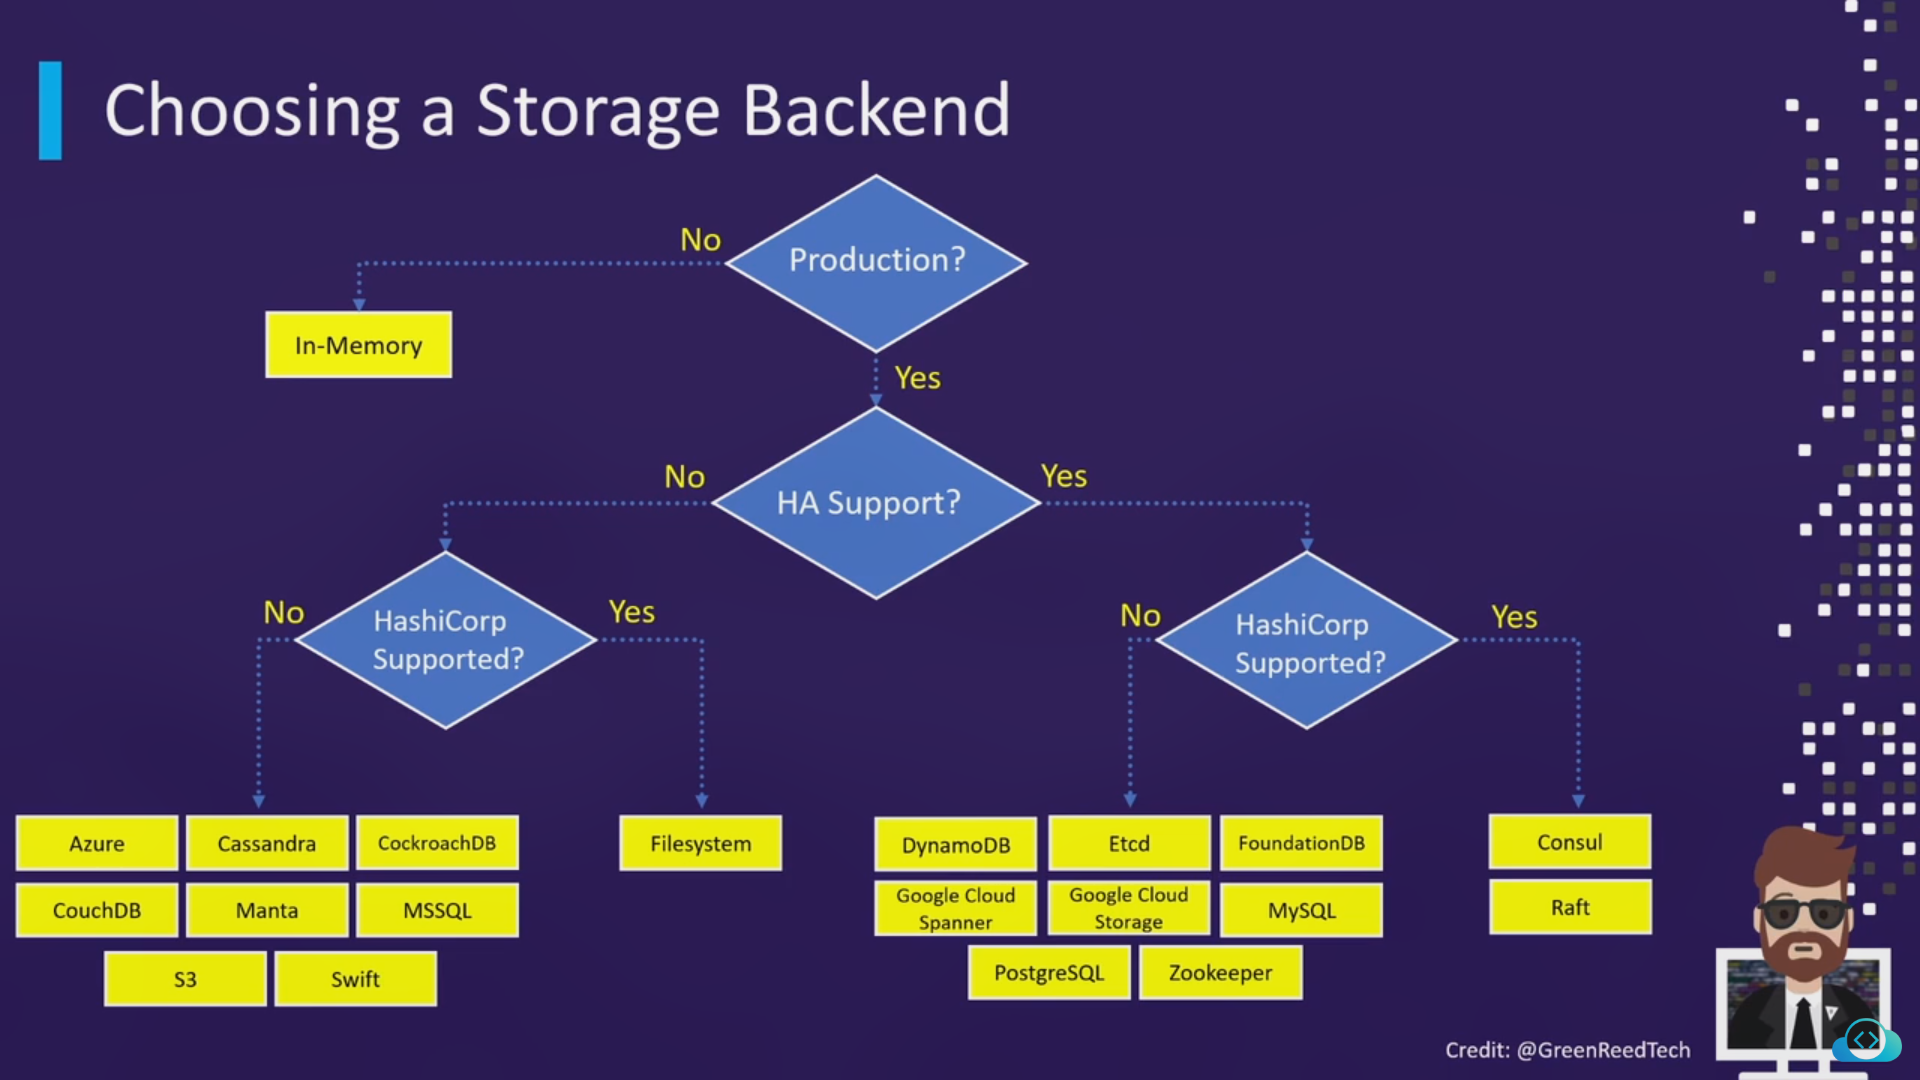 Choosing a Storage Backend
Production?
No
In-Memory
Yes
HA Support?
No
Yes
HashiCorp
Supported?
No
Yes
HashiCorp
Supported?
No
Yes
Azure
Cassandra
CockroachDB
CouchDB
Manta
MSSQL
S3
Swift
Filesystem
DynamoDB
Etcd
FoundationDB
Google Cloud
Spanner
Google Cloud
Storage
MySQL
PostgreSQL
Zookeeper
Consul
Raft
Credit: @GreenReedTech